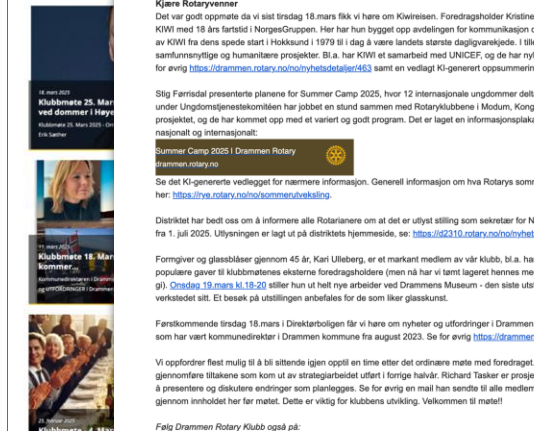 Kjære Rotaryvenner
Det var godt oppmøte da vi sist tirsdag 18.mars fikk vi høre om Kiwireisen. Foredragsholder Kristine
KIWI med 18 års fartstid i NorgesGruppen. Her har hun bygget opp avdelingen for kommunikasjon o
av KIWI fra dens spede start i Hokksund i 1979 til i dag å være landets største dagligvarekjede. I tille
samfunnsnyttige og humanitære prosjekter. Bl.a. har KIWI et samarbeid med UNICEF, og de har nyl
for øvrig https://drammen.rotary.no/no/nyhetsdetaljer/463 samt en vedlagt KI-generert oppsummerin
Stig Førrisdal presenterte planene for Summer Camp 2025, hvor 12 internasjonale ungdommer delt
under Ungdomstjenestekomitéen har jobbet en stund sammen med Rotaryklubbene i Modum, Kong
prosjektet, og de har kommet opp med et variert og godt program. Det er laget en informasjonsplaka
nasjonalt og internasjonalt:
Summer Camp 2025 | Drammen Rotary
drammen.rotary.no
Se det KI-genererte vedlegget for nærmere informasjon. Generell informasjon om hva Rotarys somm
her: https://rye.rotary.no/no/sommerutveksling.
Distriktet har bedt oss om å informere alle Rotarianere om at det er utlyst stilling som sekretær for N
fra 1. juli 2025. Utlysningen er lagt ut på distriktets hjemmeside, se: https://d2310.rotary.no/no/nyhet
Formgiver og glassblåser gjennom 45 år, Kari Ulleberg, er et markant medlem av vår klubb, bl.a. har
populære gaver til klubbmøtenes eksterne foredragsholdere (men nå har vi tømt lageret hennes me
gi). Onsdag 19.mars kl.18-20 stiller hun ut helt nye arbeider ved Drammens Museum - den siste utst
verkstedet sitt. Et besøk på utstillingen anbefales for de som liker glasskunst.
Førstkommende tirsdag 18.mars i Direktørboligen får vi høre om nyheter og utfordringer i Drammen
som har vært kommunedirektør i Drammen kommune fra august 2023. Se for øvrig https://dramme
Vi oppfordrer flest mulig til å bli sittende igjen opptil en time etter det ordinære møte med foredraget.
gjennomføre tiltakene som kom ut av strategiarbeidet utført i forrige halvår. Richard Tasker er prosje
å presentere og diskutere endringer som planlegges. Se for øvrig en mail han sendte til alle medlem
gjennom innholdet her før møtet. Dette er viktig for klubbens utvikling. Velkommen til møte!!
Følg Drammen Rotary Klubb også på:
18. mars 2025
Klubbmøte 25. Mar
ved dommer i Høye
Klubbmøte 25. Mars 2025 - Or
Erik Sæther
11. mars 2025
Klubbmøte 18. Mar
kommer...
Kommunedirektøren i Dramm
og UTFORDRINGER i Drammen
25. februar 2025
Klubbmøte 4. Mar